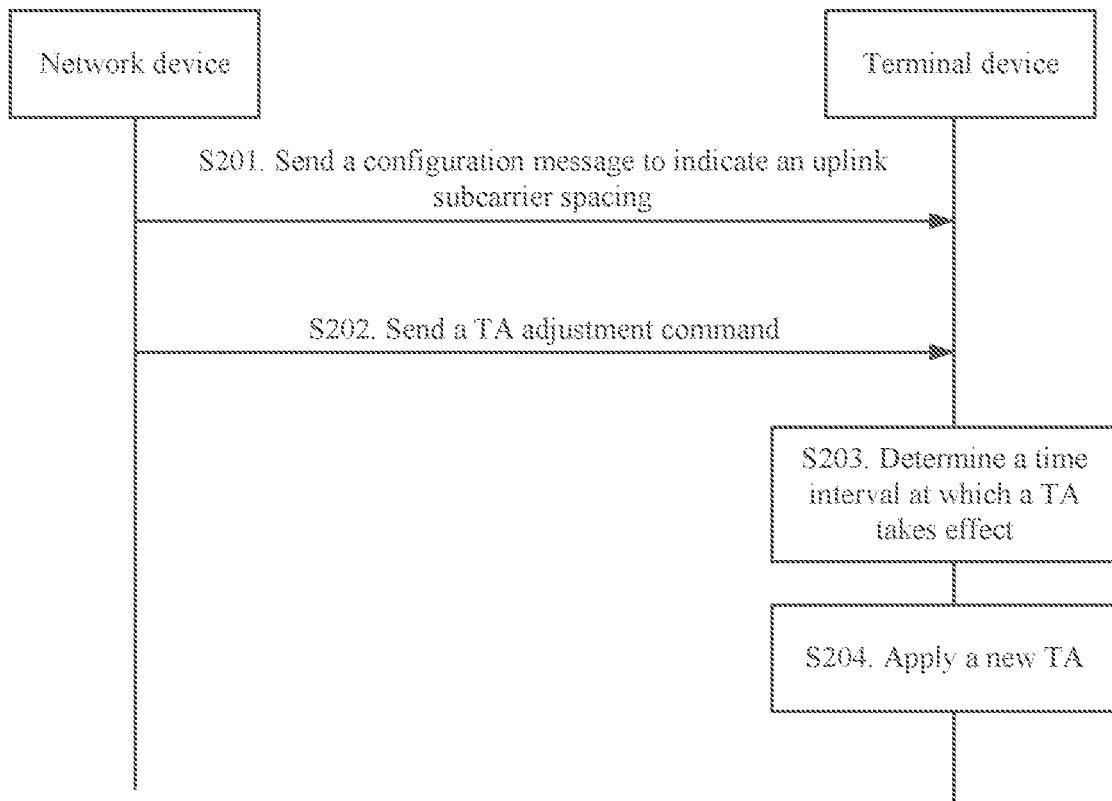 Network device
Terminal device
S201. Send a configuration message to indicate an uplink
subcarrier spacing
S202. Send a TA adjustment command
S203. Determine a time
interval at which a TA
takes effect
S204. Apply a new TA